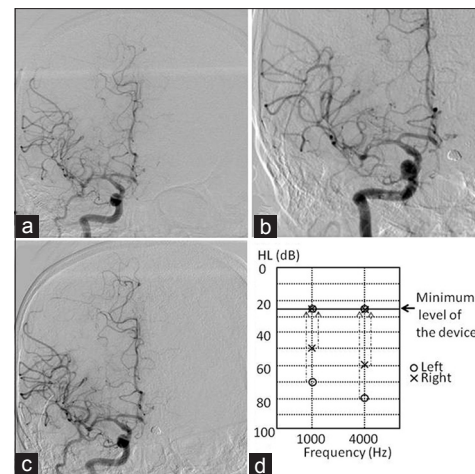 a
b
c
d
HL (dB)
0
20
40
60
80
100
Minimum
level of
the device
Left
Right
1000
4000
Frequency (Hz)